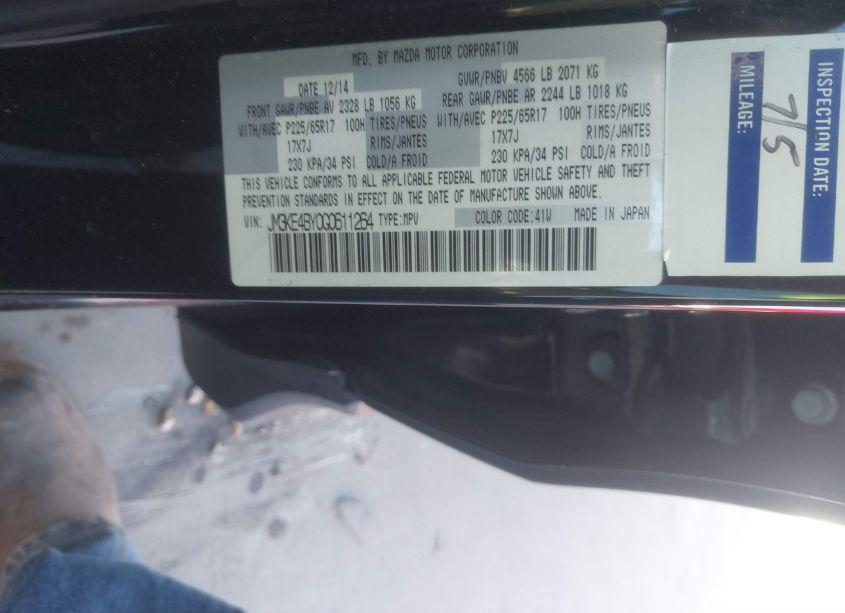 MFD. BY MAZDA MOTOR CORPORATION
DATE 12/14
GVWR/PNBV 4566 LB 2071 KG
FRONT GAWR/PNBE AV 2328 LB 1056 KG
REAR GAWR/PNBE AR 2244 LB 1018 KG
WITH/AVEC P225/65R17 100H TIRES/PNEUS
WITH/AVEC P225/65R17 100H TIRES/PNEUS
17X7J RIMS/JANTES
17X7J RIMS/JANTES
230 KPA/34 PSI COLD/A FROID
230 KPA/34 PSI COLD/A FROID
THIS VEHICLE CONFORMS TO ALL APPLICABLE FEDERAL MOTOR VEHICLE SAFETY AND THEFT
PREVENTION STANDARDS IN EFFECT ON THE DATE OF MANUFACTURE SHOWN ABOVE.
VIN: JM3KE4BY0G0611264 TYPE:MPV COLOR CODE:41W MADE IN JAPAN
INSPECTION DATE:
7/5
MILEAGE: